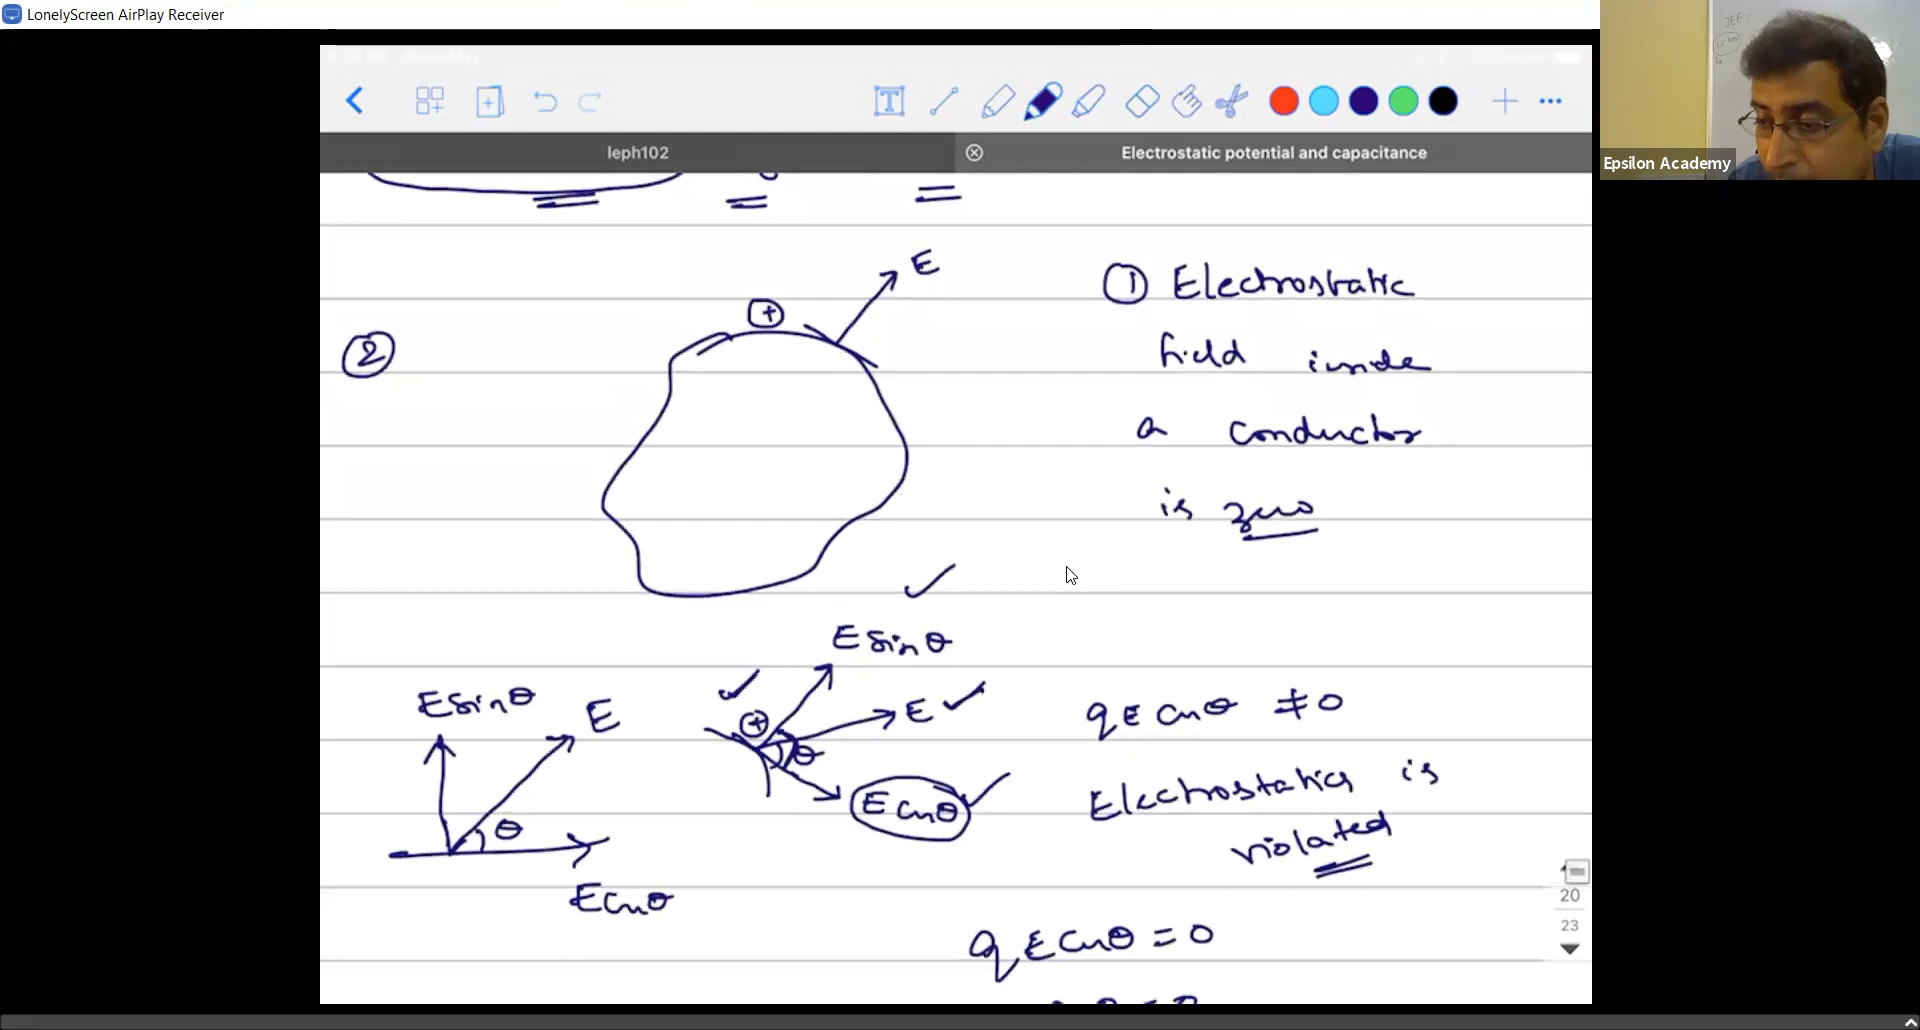 LonelyScreen AirPlay Receiver
T
leph102
Electrostatic potential and capacitance
Epsilon Academy
JEE -
E
① Electrostatic
+
②
field inside
a conductor
is zero
E sinθ
E sinθ
E
+
E
θ
q E cosθ ≠ 0
θ
E cosθ
Electrostatics is
violated
E cosθ
20
23
q E cosθ = 0